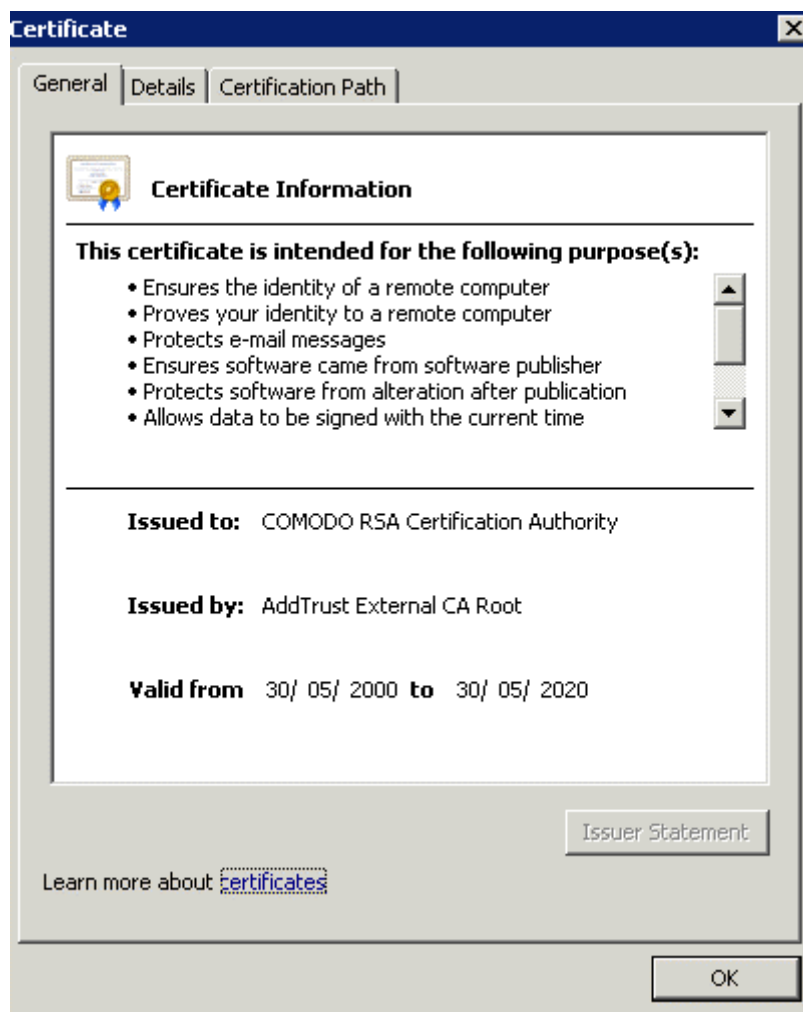 Certificate
General Details Certification Path
Certificate Information
This certificate is intended for the following purpose(s):
• Ensures the identity of a remote computer
• Proves your identity to a remote computer
• Protects e-mail messages
• Ensures software came from software publisher
• Protects software from alteration after publication
• Allows data to be signed with the current time
Issued to: COMODO RSA Certification Authority
Issued by: AddTrust External CA Root
Valid from 30/ 05/ 2000 to 30/ 05/ 2020
Issuer Statement
Learn more about certificates
OK